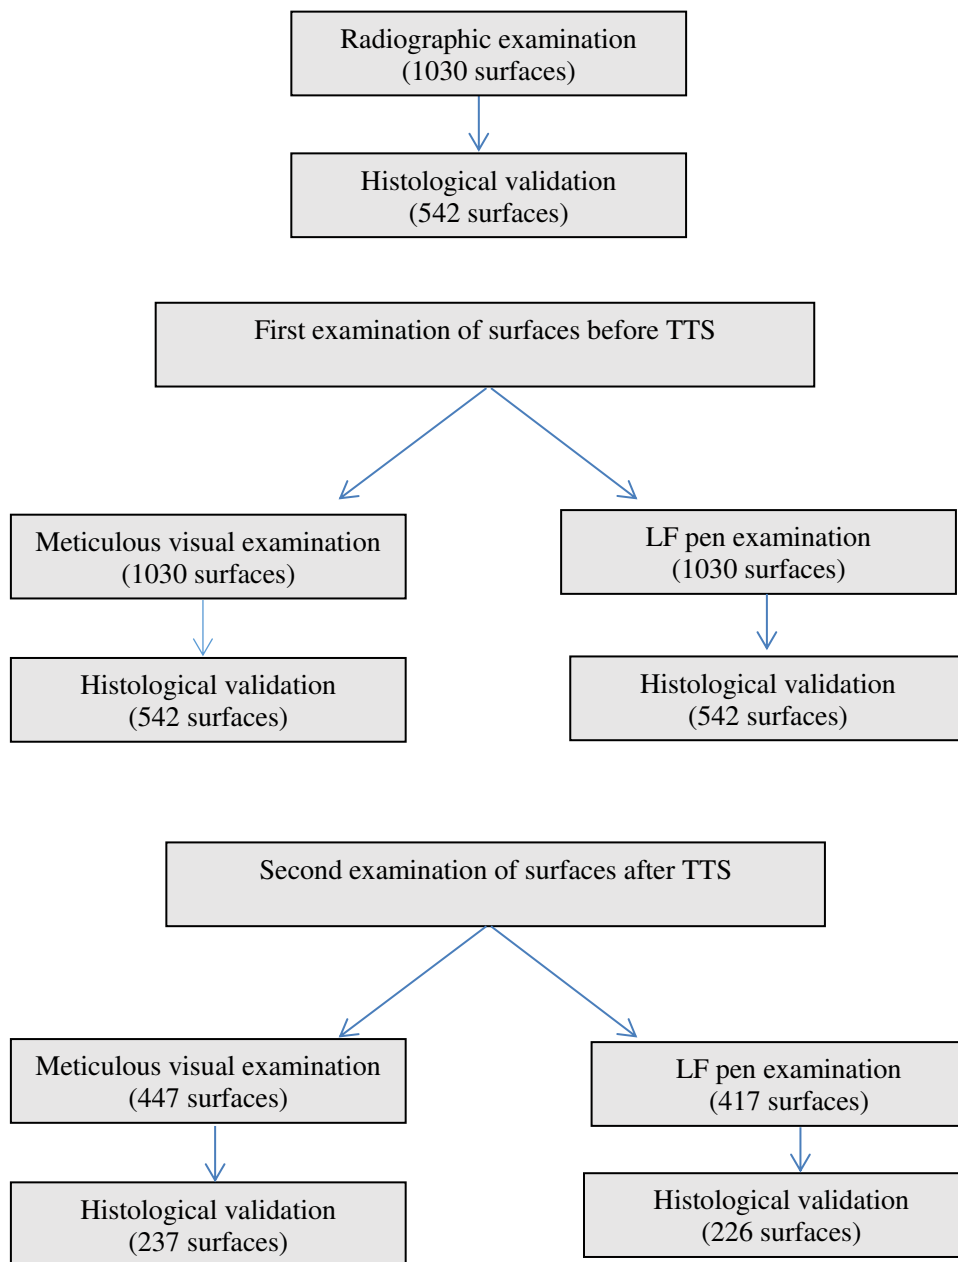 Radiographic examination
(1030 surfaces)
Histological validation
(542 surfaces)
First examination of surfaces before TTS
Meticulous visual examination
(1030 surfaces)
LF pen examination
(1030 surfaces)
Histological validation
(542 surfaces)
Histological validation
(542 surfaces)
Second examination of surfaces after TTS
Meticulous visual examination
(447 surfaces)
LF pen examination
(417 surfaces)
Histological validation
(237 surfaces)
Histological validation
(226 surfaces)